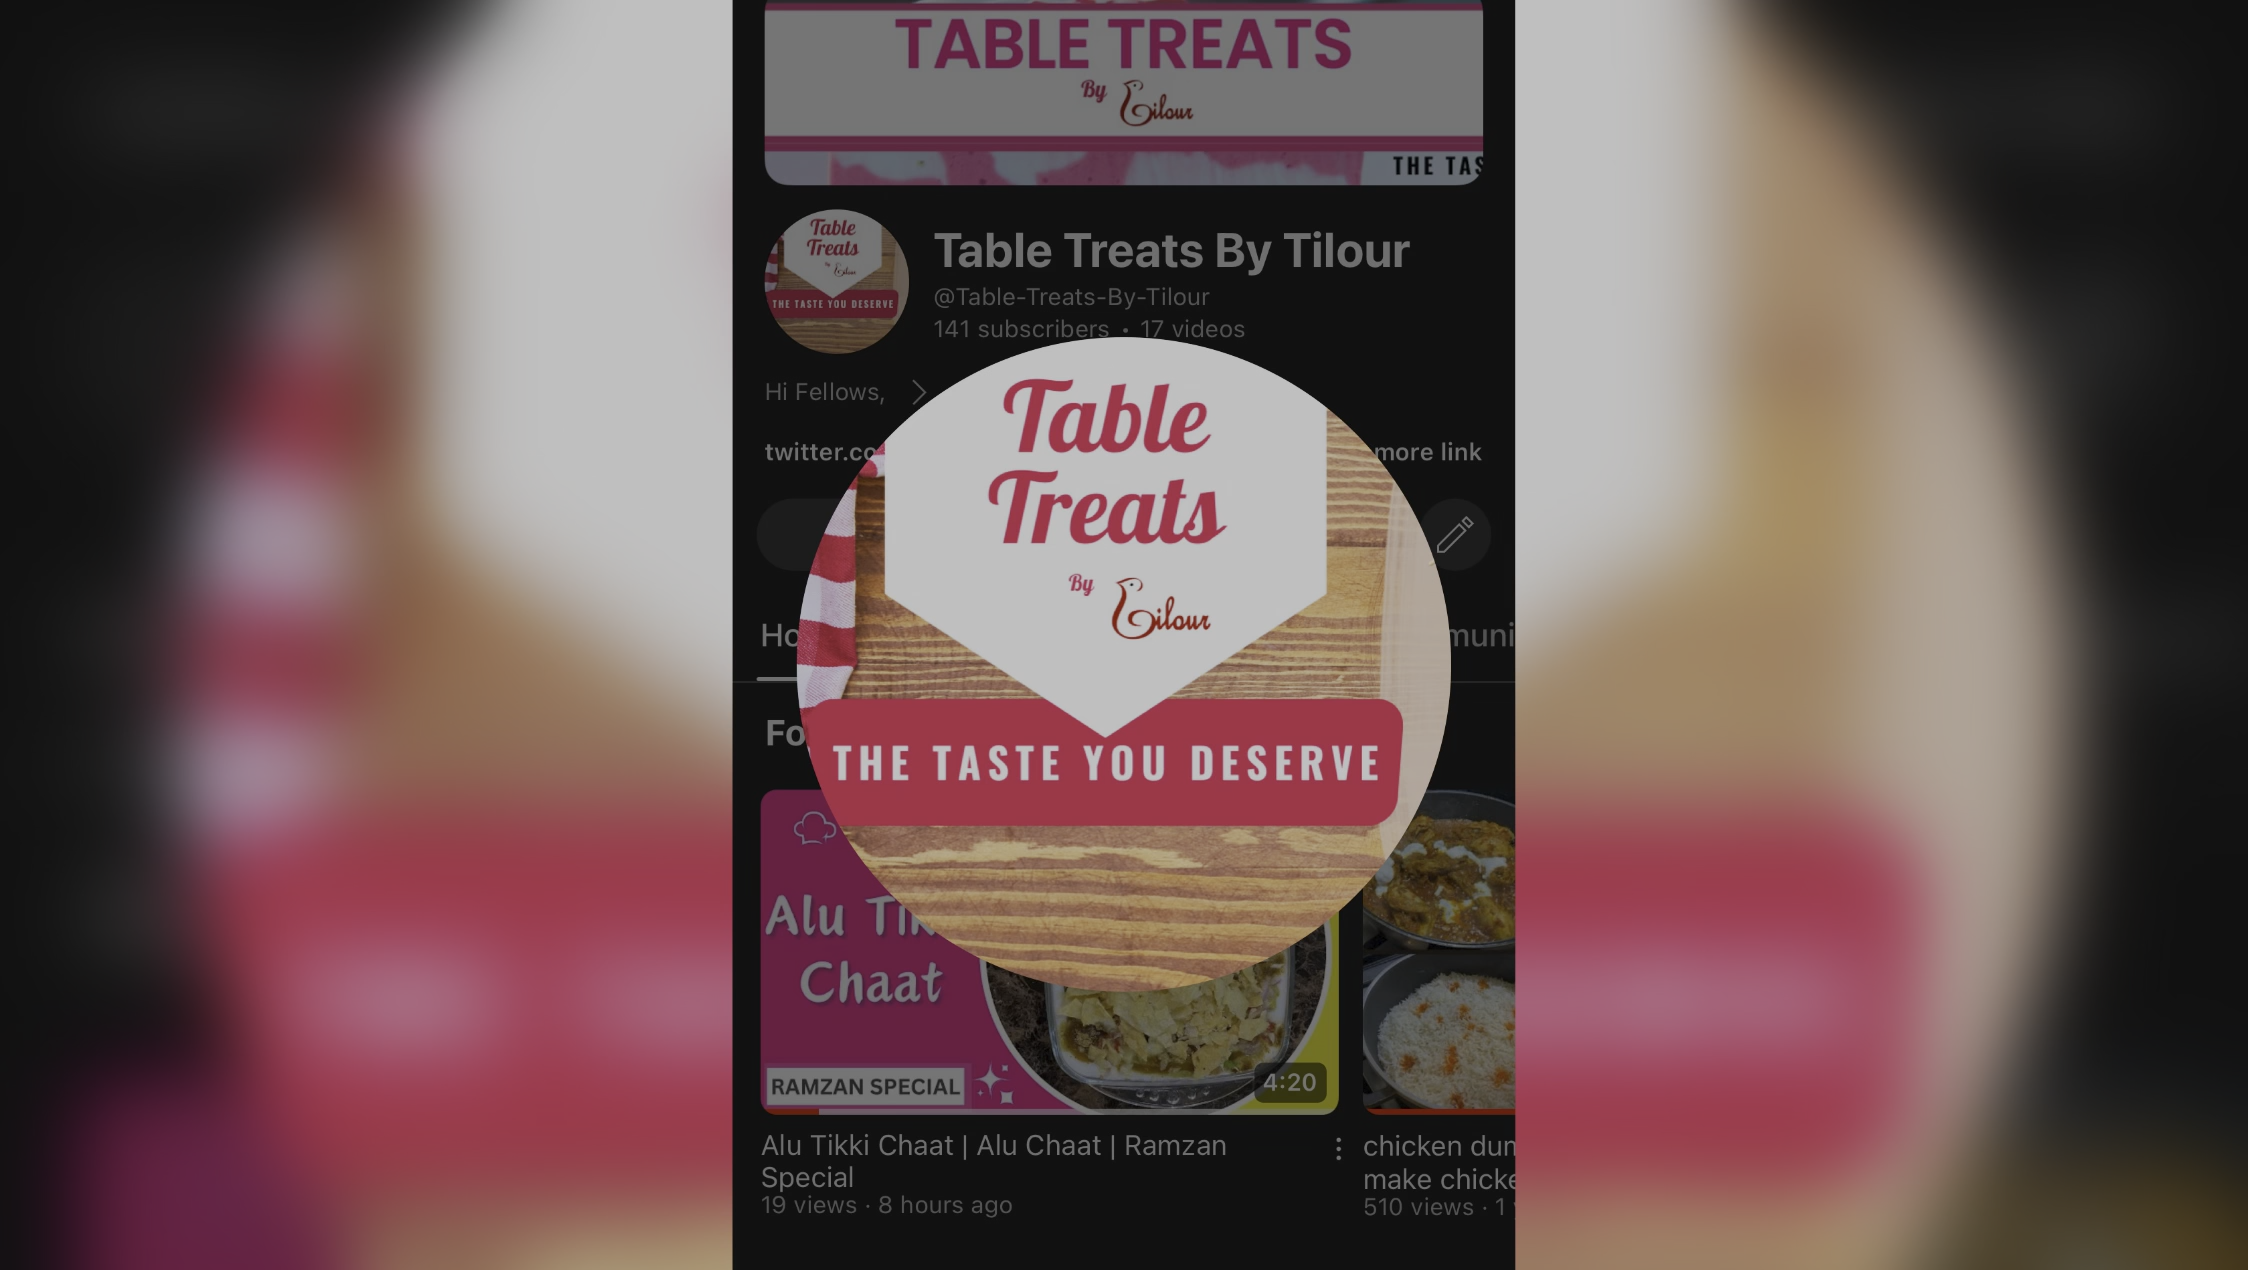 TABLE TREATS
By Tilour
THE TAS
Table
Treats
by Tilour
THE TASTE YOU DESERVE
Table Treats By Tilour
@Table-Treats-By-Tilour
141 subscribers • 17 videos
Hi Fellows,
twitter.co
more link
Table
Treats
By Tilour
THE TASTE YOU DESERVE
Ho
muni
Fo
Alu Tik
Chaat
RAMZAN SPECIAL
4:20
Alu Tikki Chaat | Alu Chaat | Ramzan
Special
19 views · 8 hours ago
chicken dum
make chicke
510 views · 1